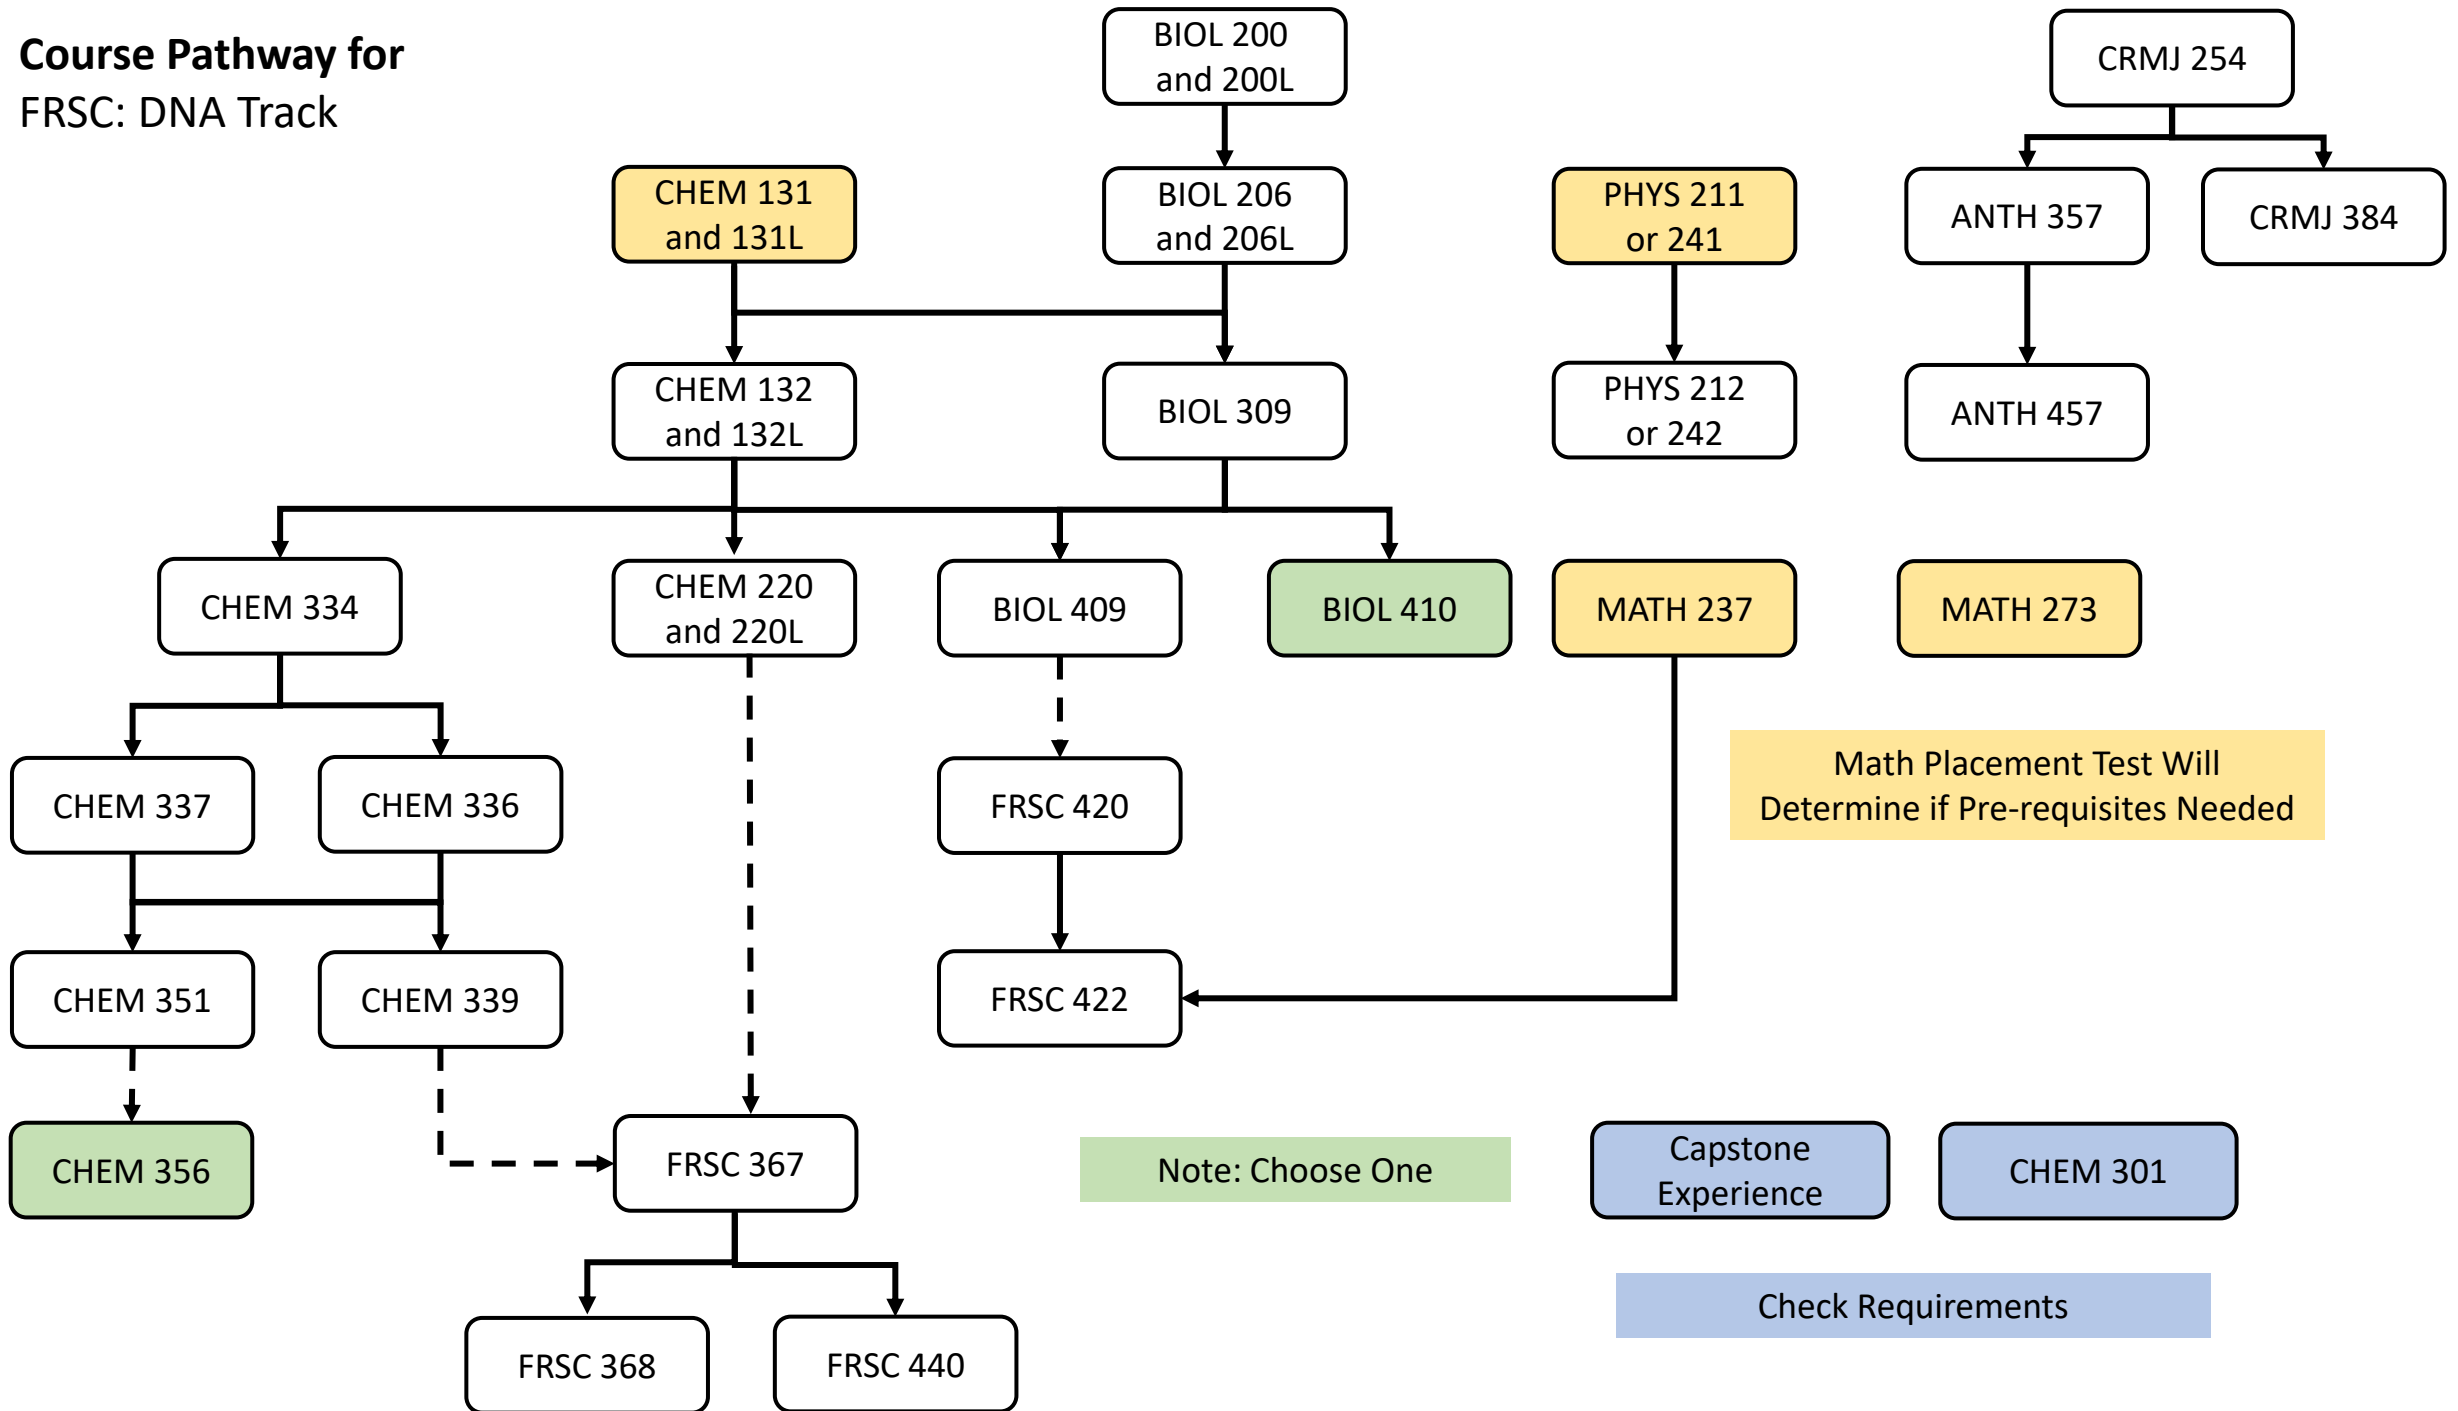 Course Pathway for
FRSC: DNA Track
BIOL 200
and 200L
CRMJ 254
CHEM 131
and 131L
BIOL 206
and 206L
PHYS 211
or 241
ANTH 357
CRMJ 384
CHEM 132
and 132L
BIOL 309
PHYS 212
or 242
ANTH 457
CHEM 334
CHEM 220
and 220L
BIOL 409
BIOL 410
MATH 237
MATH 273
CHEM 337
CHEM 336
FRSC 420
Math Placement Test Will
Determine if Pre-requisites Needed
CHEM 351
CHEM 339
FRSC 422
CHEM 356
FRSC 367
Note: Choose One
Capstone
Experience
CHEM 301
Check Requirements
FRSC 368
FRSC 440